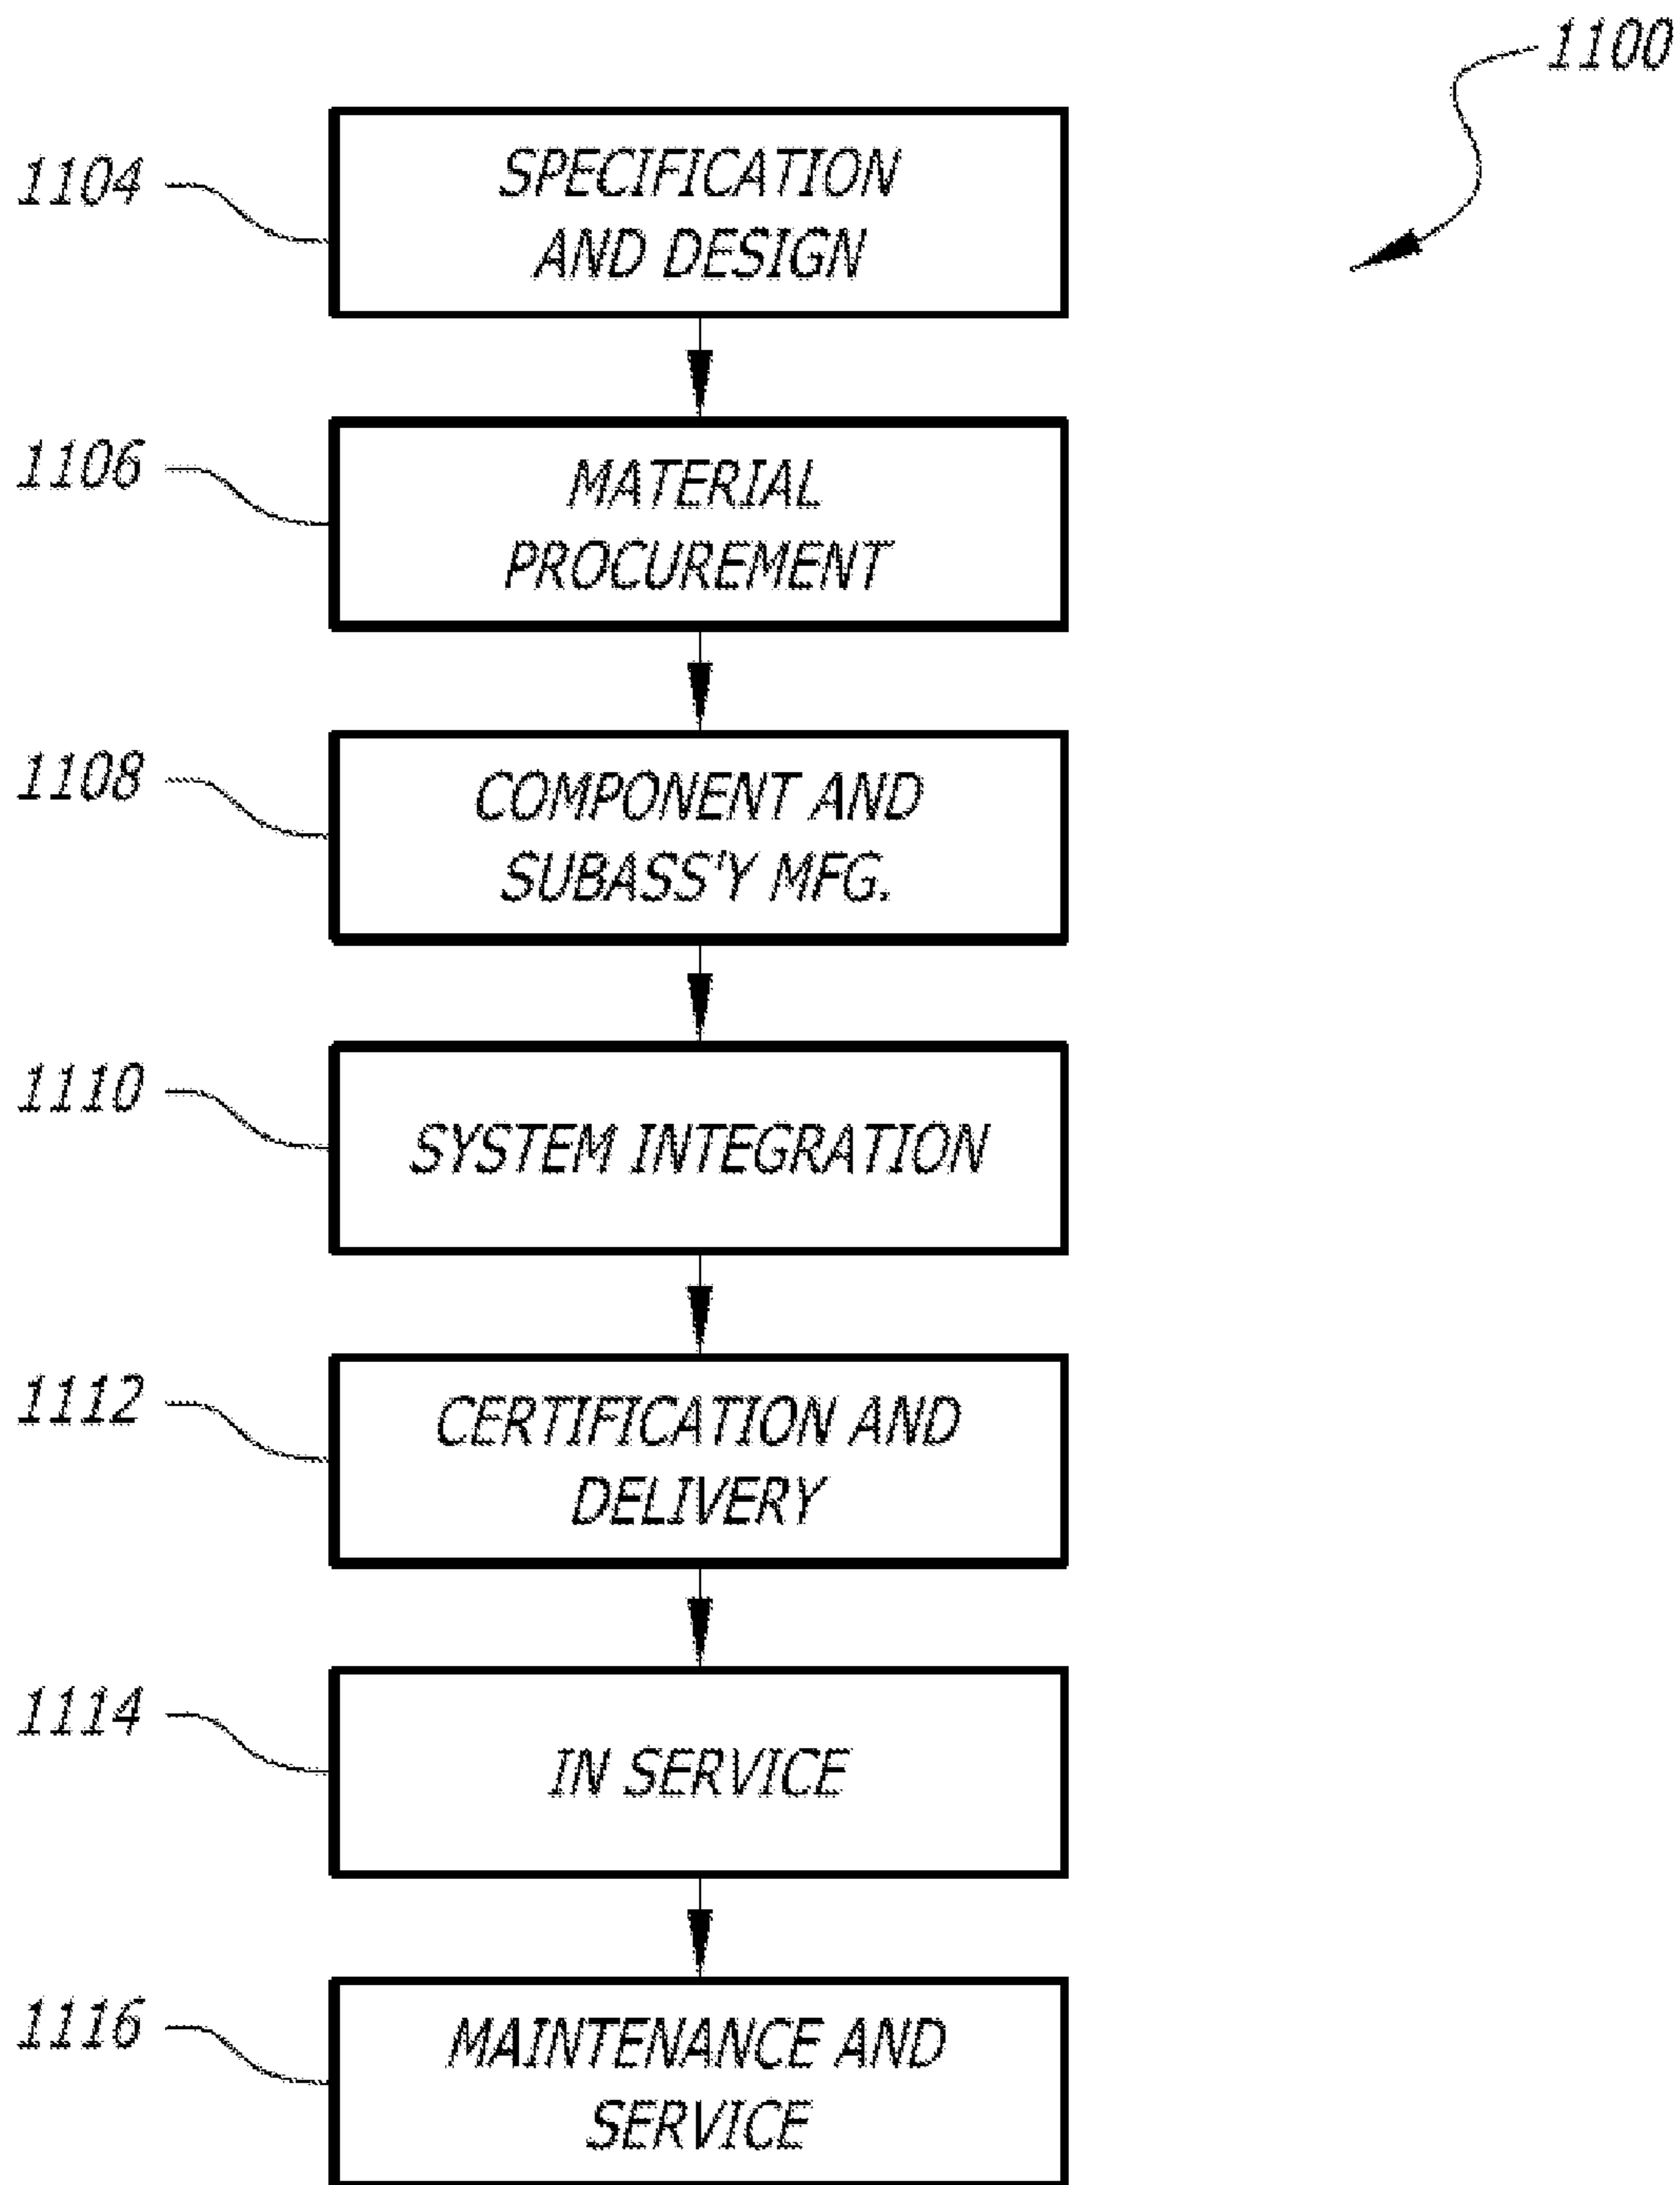 1100
1104
SPECIFICATION
AND DESIGN
1106
MATERIAL
PROCUREMENT
1108
COMPONENT AND
SUBASS'Y MFG.
1110
SYSTEM INTEGRATION
1112
CERTIFICATION AND
DELIVERY
1114
IN SERVICE
1116
MAINTENANCE AND
SERVICE